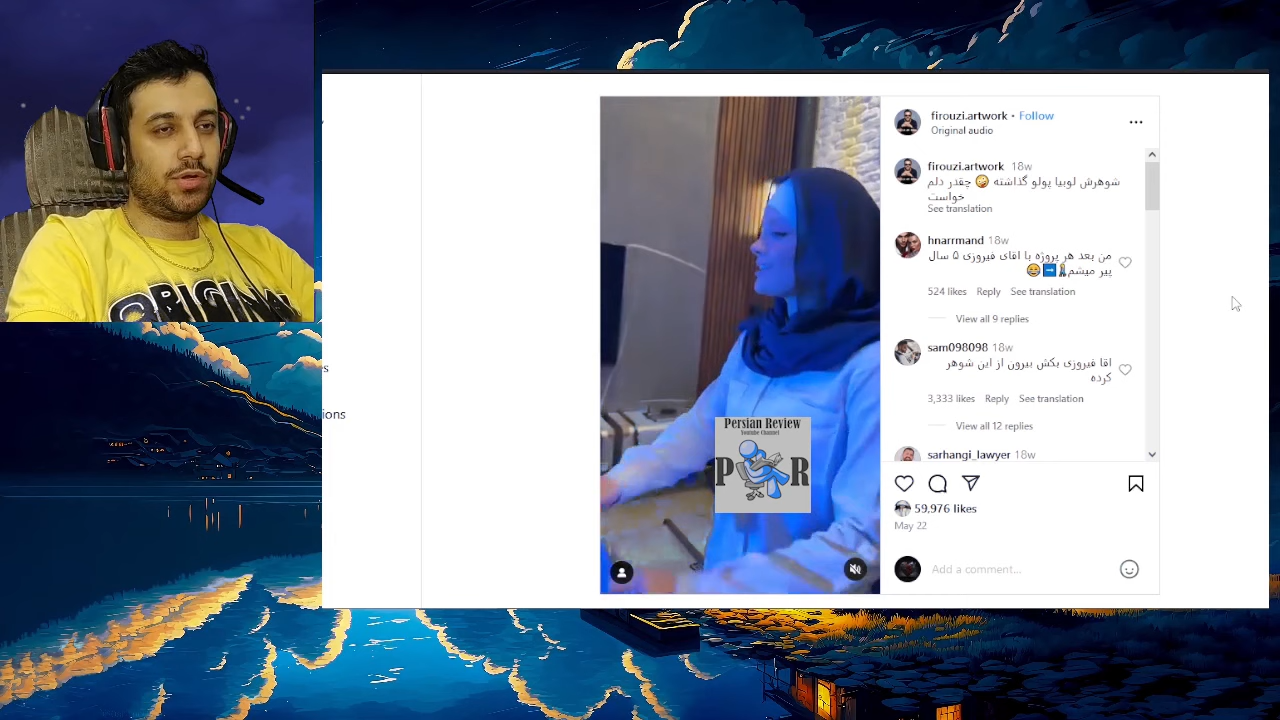 ORIGINAL
s
ions
Persian Review
Youtube Channel
P R
firouzi.artwork • Follow
Original audio
firouzi.artwork 18w
شوهرش لوبیا پولو گذاشته 🤪 چقدر دلم
خواست
See translation
hnarrmand 18w
من بعد هر پروژه با اقای فیروزی ۵ سال
پیر میشم🧍‍♀️➡️👩‍🦳😂
524 likes Reply See translation
View all 9 replies
sam098098 18w
اقا فیروزی بکش بیرون از این شوهر
کرده
3,333 likes Reply See translation
View all 12 replies
sarhangi_lawyer 18w
59,976 likes
May 22
Add a comment...